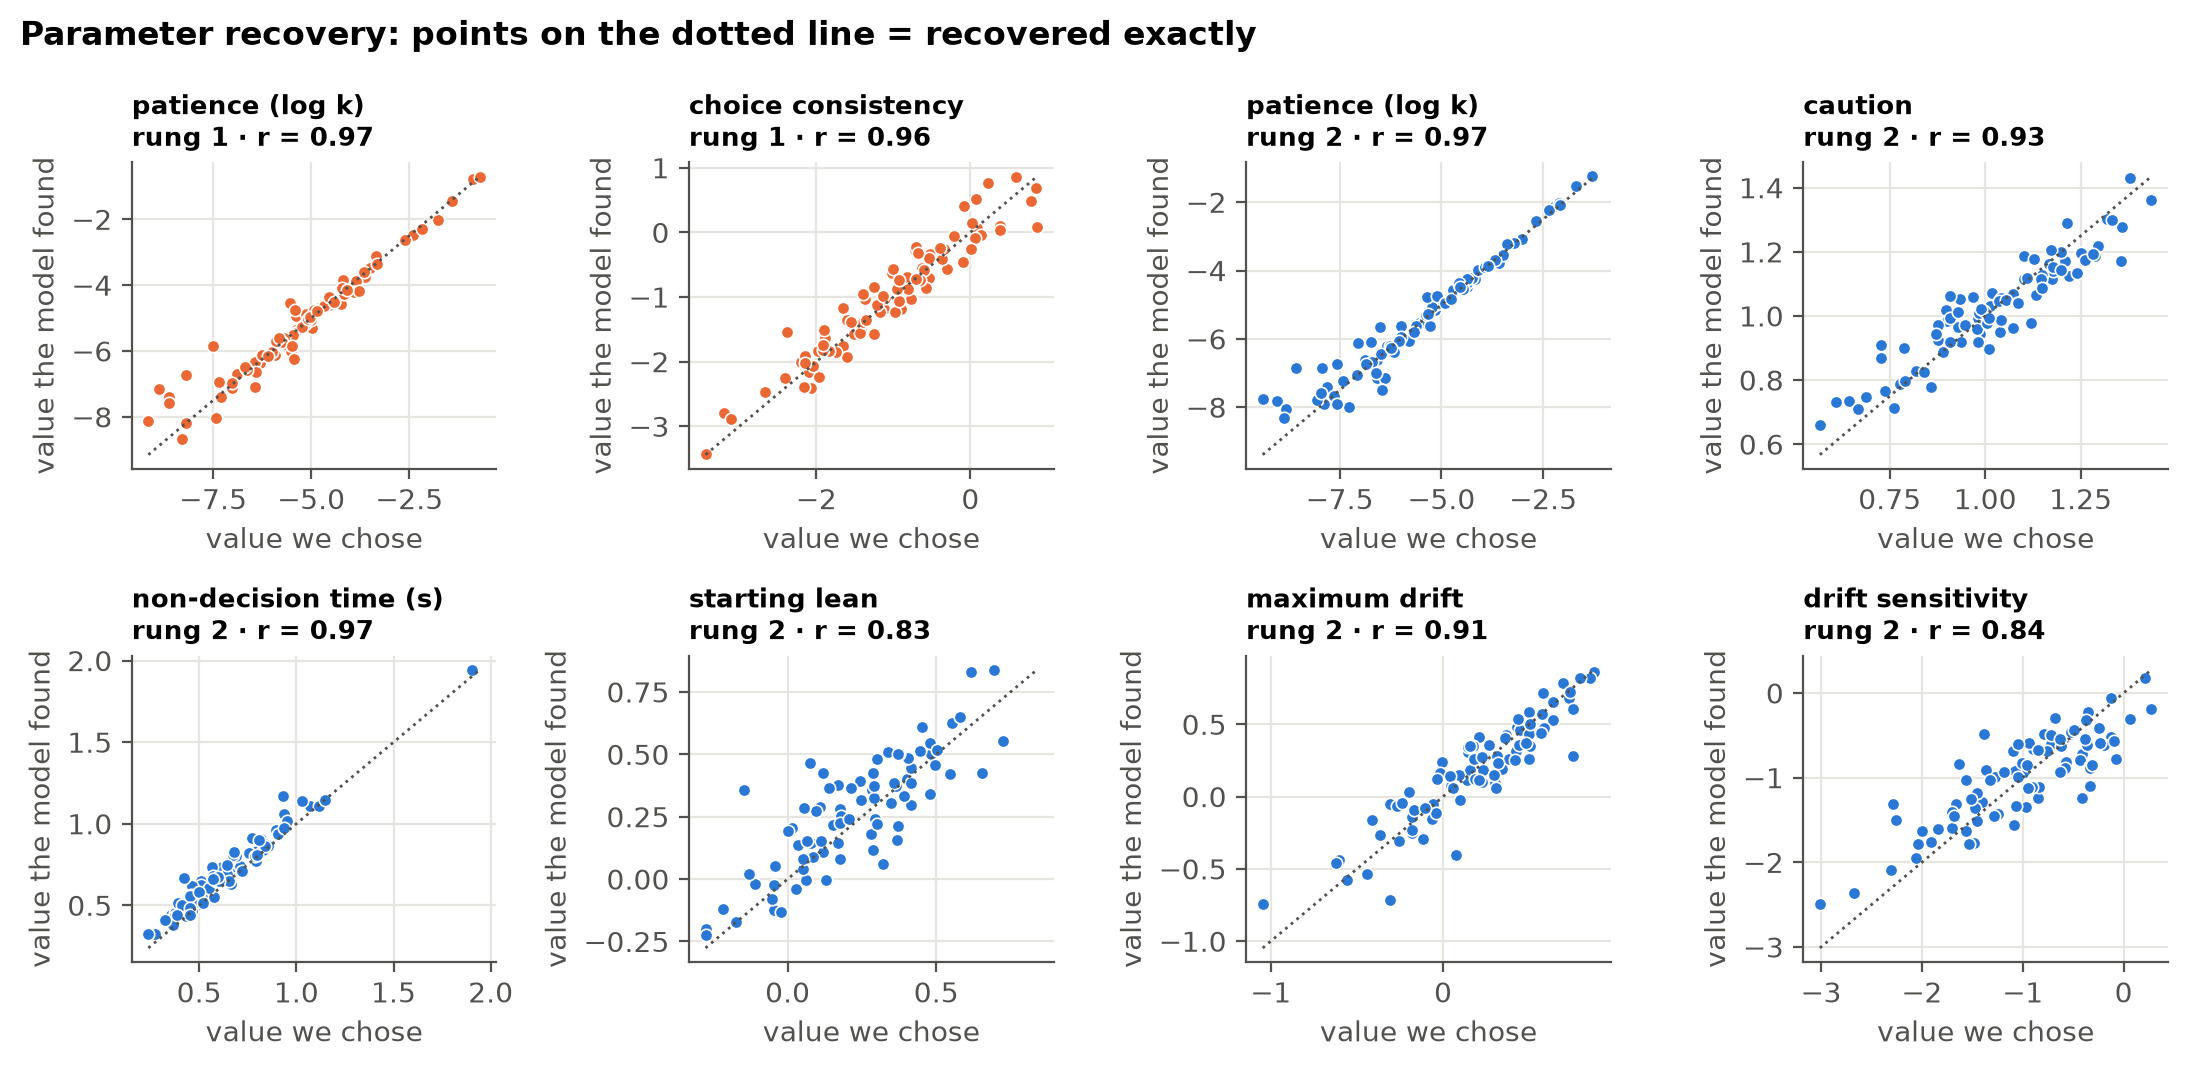 Parameter recovery: points on the dotted line = recovered exactly
patience (log k)
rung 1 · r = 0.97
value the model found
−2
−4
−6
−8
−7.5 −5.0 −2.5
value we chose
choice consistency
rung 1 · r = 0.96
value the model found
1
0
−1
−2
−3
−2 0
value we chose
patience (log k)
rung 2 · r = 0.97
value the model found
−2
−4
−6
−8
−7.5 −5.0 −2.5
value we chose
caution
rung 2 · r = 0.93
value the model found
1.4
1.2
1.0
0.8
0.6
0.75 1.00 1.25
value we chose
non-decision time (s)
rung 2 · r = 0.97
value the model found
2.0
1.5
1.0
0.5
0.5 1.0 1.5 2.0
value we chose
starting lean
rung 2 · r = 0.83
value the model found
0.75
0.50
0.25
0.00
−0.25
0.0 0.5
value we chose
maximum drift
rung 2 · r = 0.91
value the model found
0.5
0.0
−0.5
−1.0
−1 0
value we chose
drift sensitivity
rung 2 · r = 0.84
value the model found
0
−1
−2
−3
−3 −2 −1 0
value we chose